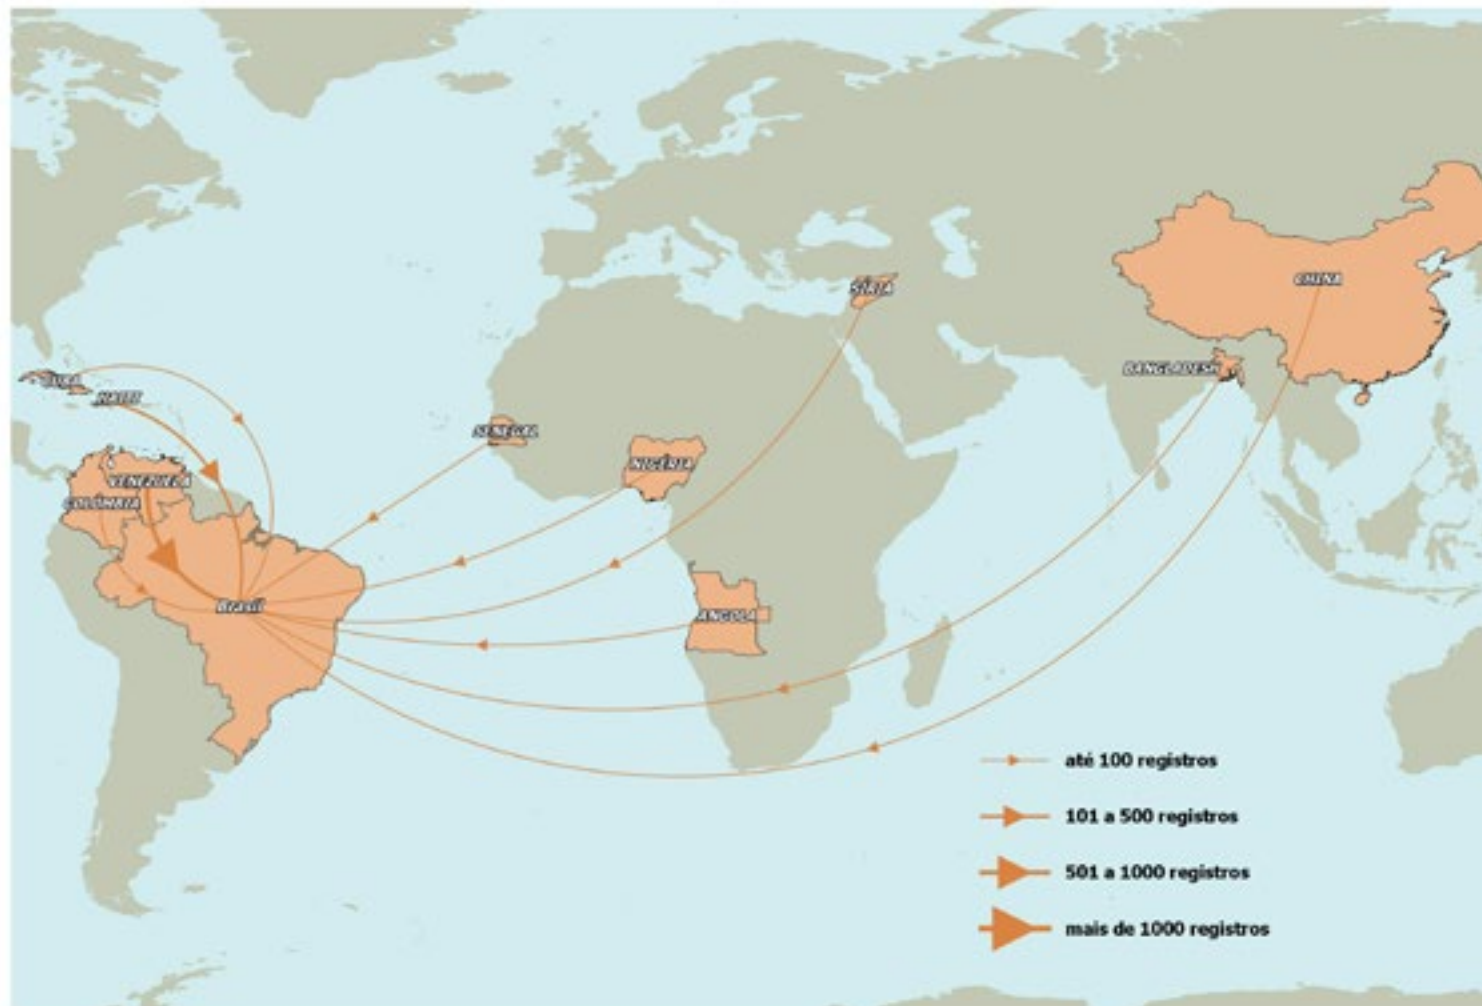 CHINA
SÍRIA
BANGLADESH
CUBA
HAITI
SENEGAL
NIGÉRIA
VENEZUELA
COLÔMBIA
Brasil
ANGOLA
até 100 registros
101 a 500 registros
501 a 1000 registros
mais de 1000 registros